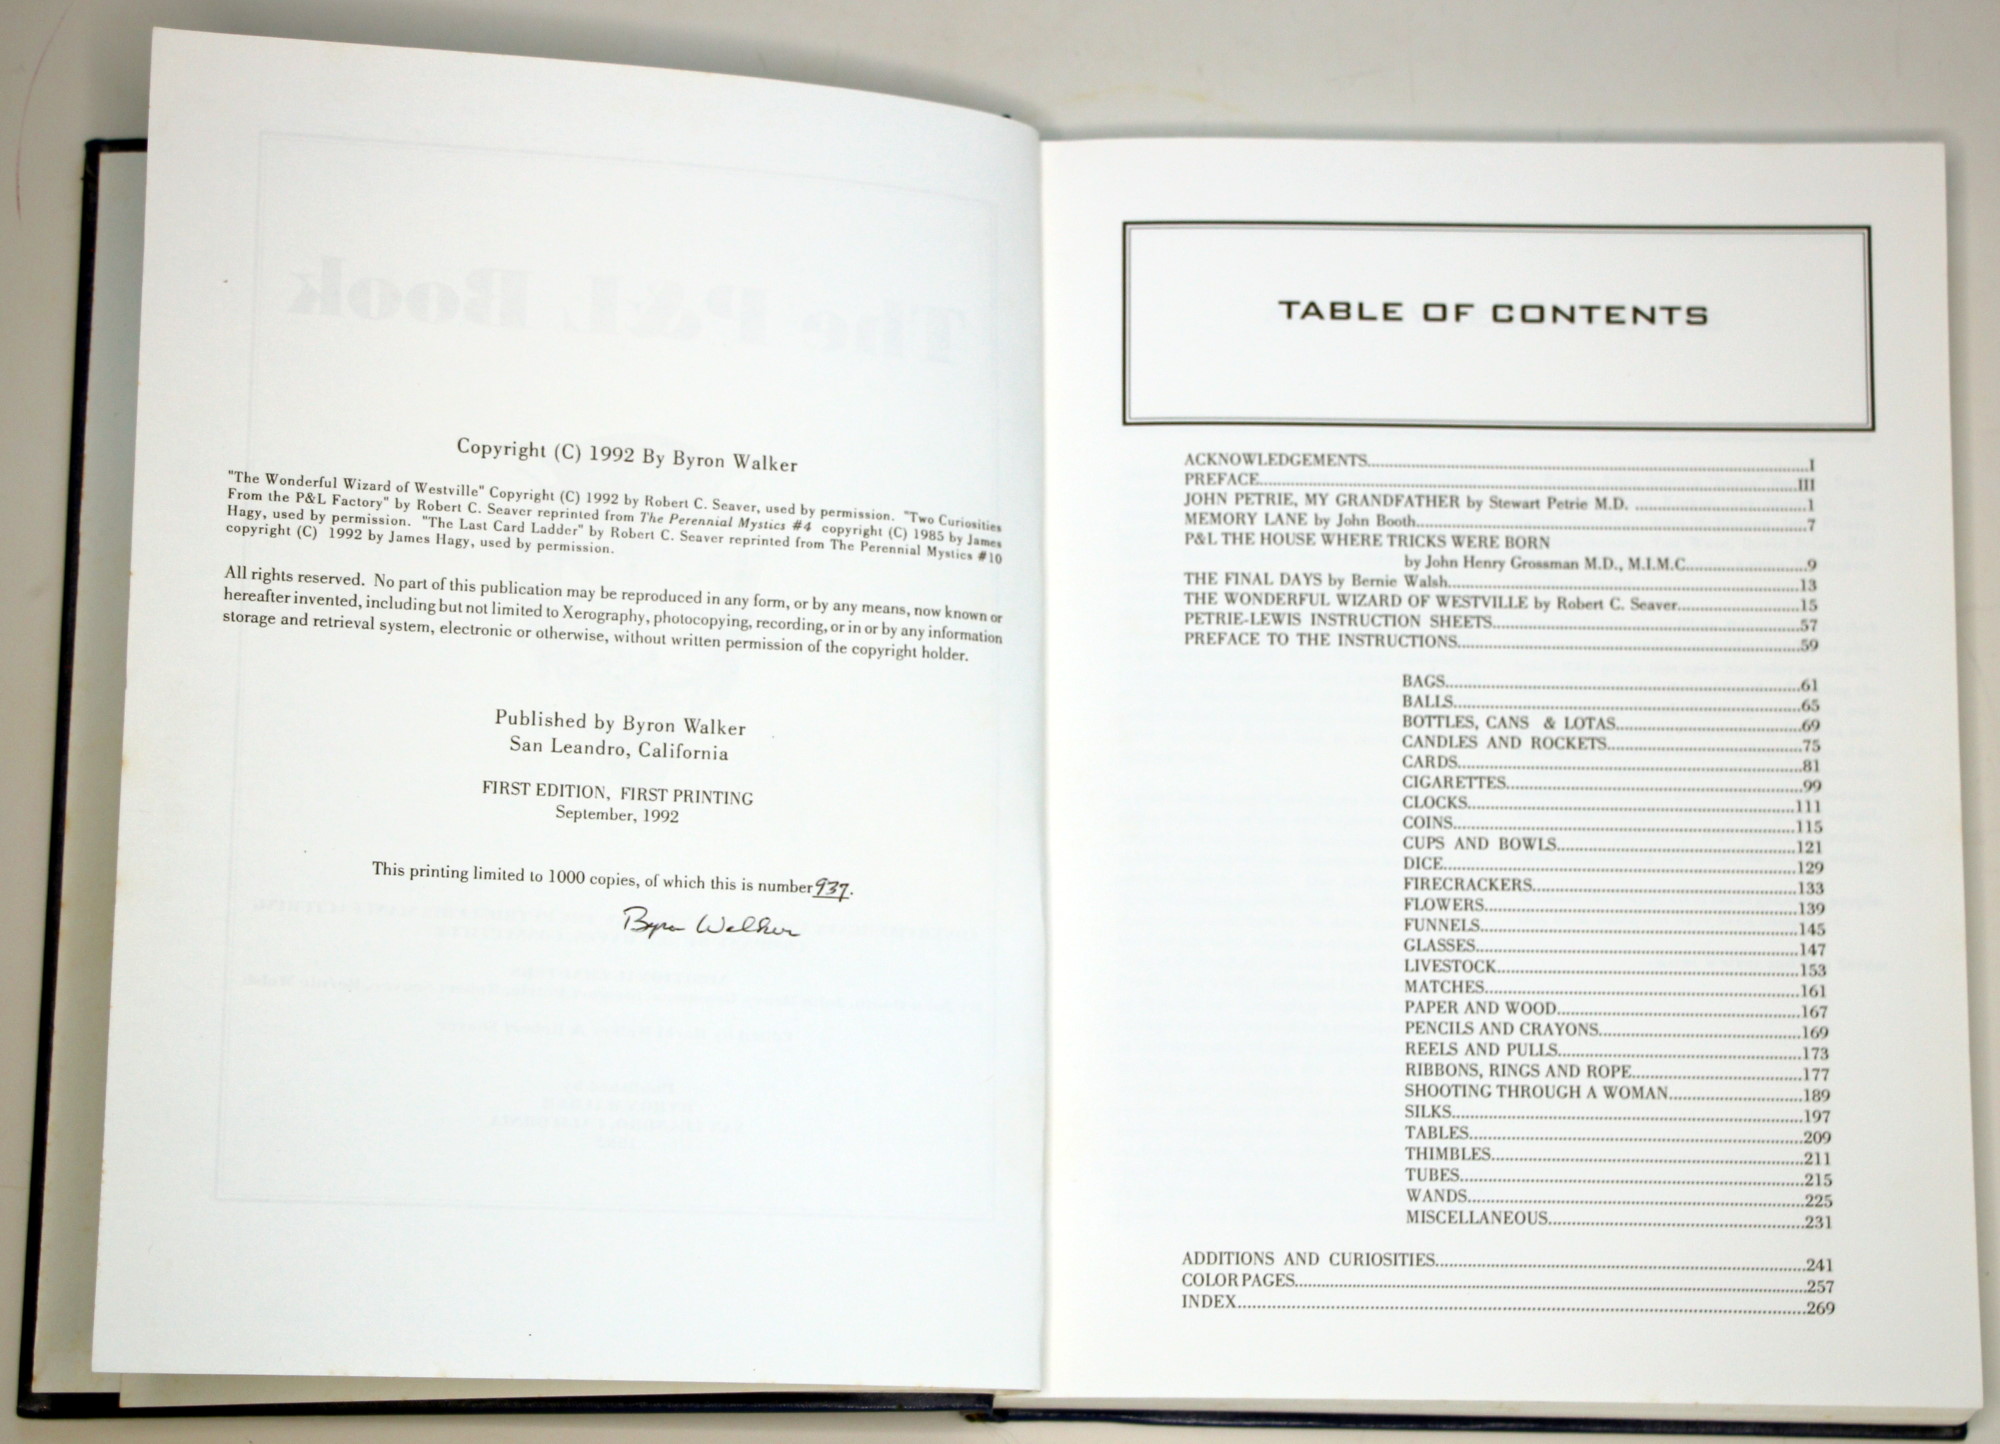 Copyright (C) 1992 By Byron Walker
"The Wonderful Wizard of Westville" Copyright (C) 1992 by Robert C. Seaver, used by permission. "Two Curiosities
From the P&L Factory" by Robert C. Seaver reprinted from The Perennial Mystics #4 copyright (C) 1985 by James
Hagy, used by permission. "The Last Card Ladder" by Robert C. Seaver reprinted from The Perennial Mystics #10
copyright (C) 1992 by James Hagy, used by permission.
All rights reserved. No part of this publication may be reproduced in any form, or by any means, now known or
hereafter invented, including but not limited to Xerography, photocopying, recording, or in or by any information
storage and retrieval system, electronic or otherwise, without written permission of the copyright holder.
Published by Byron Walker
San Leandro, California
FIRST EDITION, FIRST PRINTING
September, 1992
This printing limited to 1000 copies, of which this is number 937.
Byron Walker
TABLE OF CONTENTS
ACKNOWLEDGEMENTS...I
PREFACE...III
JOHN PETRIE, MY GRANDFATHER by Stewart Petrie M.D. ...1
MEMORY LANE by John Booth...7
P&L THE HOUSE WHERE TRICKS WERE BORN
by John Henry Grossman M.D., M.I.M.C...9
THE FINAL DAYS by Bernie Walsh...13
THE WONDERFUL WIZARD OF WESTVILLE by Robert C. Seaver...15
PETRIE-LEWIS INSTRUCTION SHEETS...57
PREFACE TO THE INSTRUCTIONS...59
BAGS...61
BALLS...65
BOTTLES, CANS & LOTAS...69
CANDLES AND ROCKETS...75
CARDS...81
CIGARETTES...99
CLOCKS...111
COINS...115
CUPS AND BOWLS...121
DICE...129
FIRECRACKERS...133
FLOWERS...139
FUNNELS...145
GLASSES...147
LIVESTOCK...153
MATCHES...161
PAPER AND WOOD...167
PENCILS AND CRAYONS...169
REELS AND PULLS...173
RIBBONS, RINGS AND ROPE...177
SHOOTING THROUGH A WOMAN...189
SILKS...197
TABLES...209
THIMBLES...211
TUBES...215
WANDS...225
MISCELLANEOUS...231
ADDITIONS AND CURIOSITIES...241
COLOR PAGES...257
INDEX...269